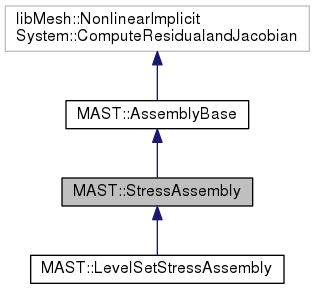 libMesh::NonlinearImplicit
System::ComputeResidualandJacobian
MAST::AssemblyBase
MAST::StressAssembly
MAST::LevelSetStressAssembly